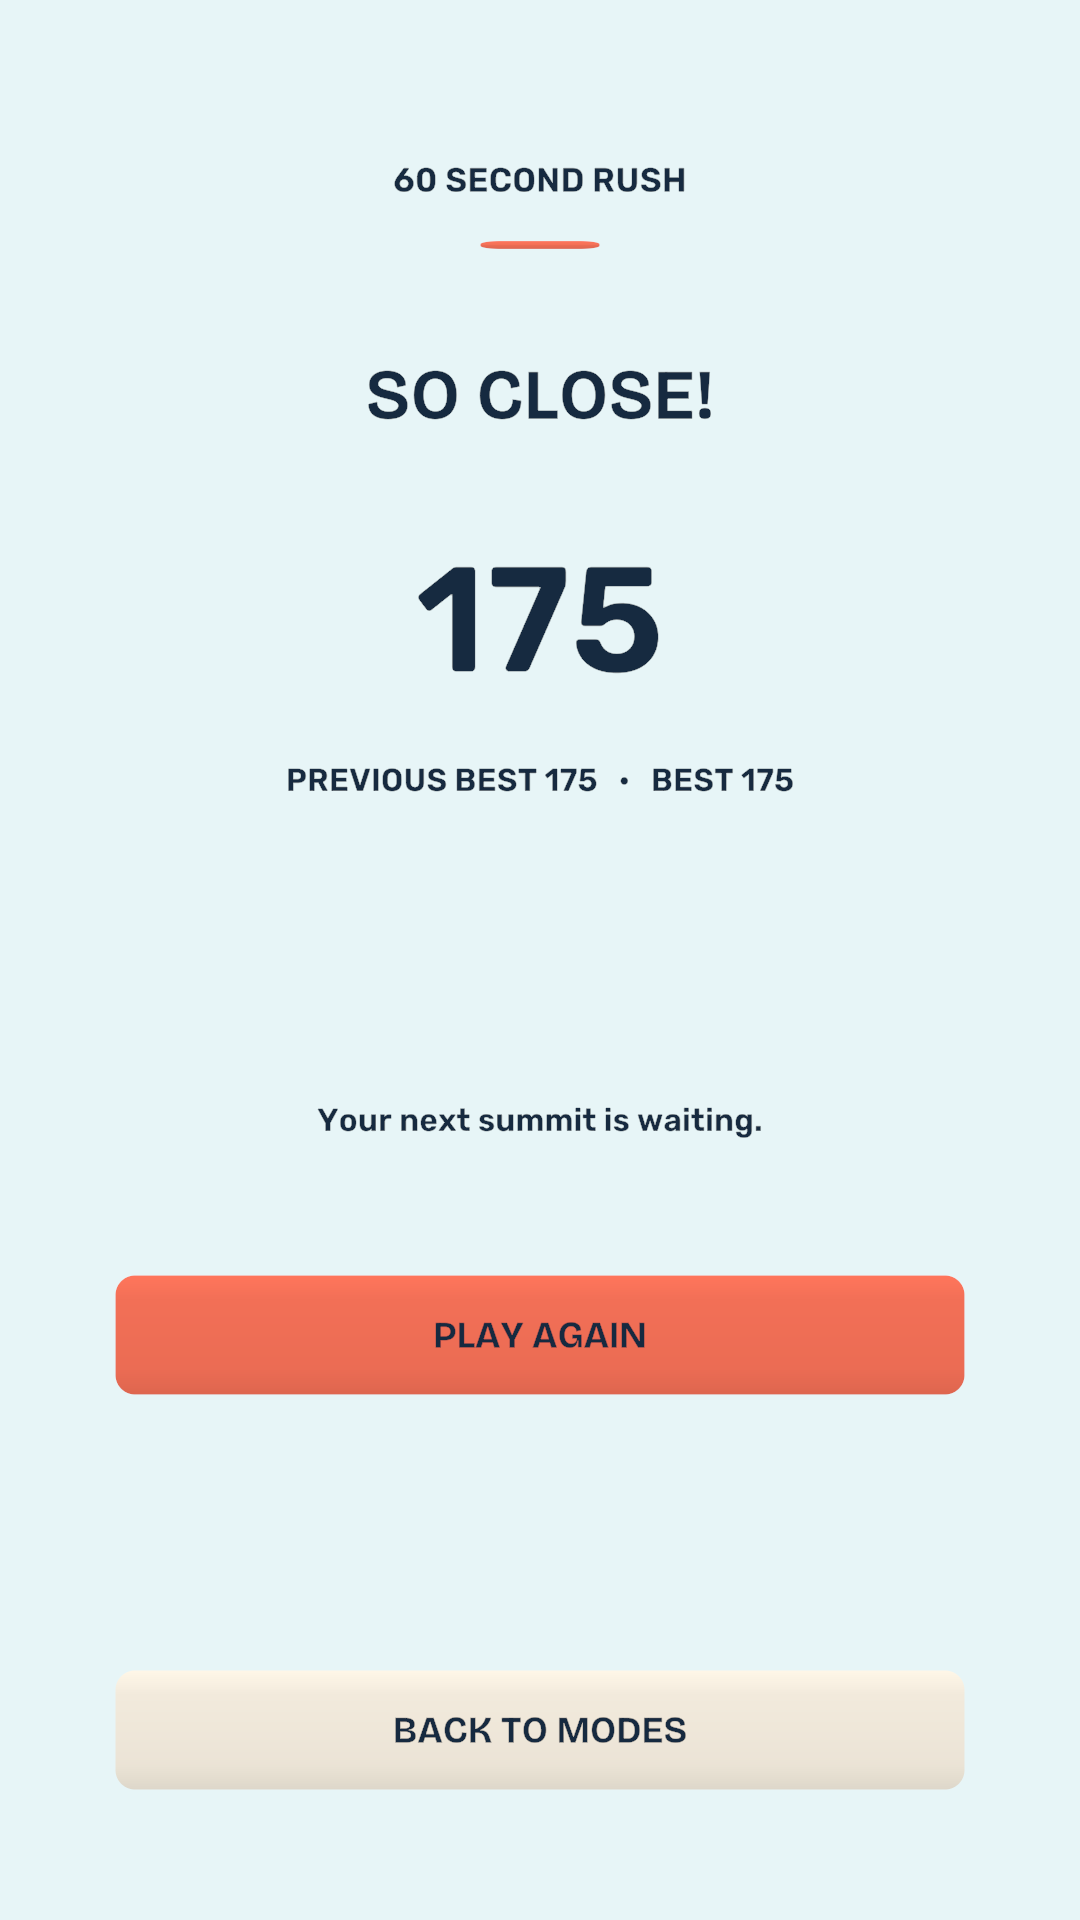 60 SECOND RUSH
SO CLOSE!
175
PREVIOUS BEST 175 · BEST 175
Your next summit is waiting.
PLAY AGAIN
BACK TO MODES